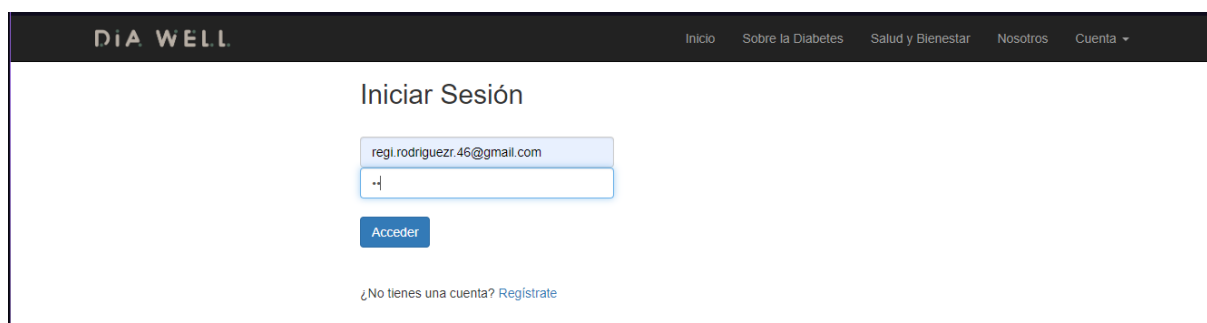 DiA WELL Inicio Sobre la Diabetes Salud y Bienestar Nosotros Cuenta
Iniciar Sesión
regi.rodriguezr.46@gmail.com
••
Acceder
¿No tienes una cuenta? Regístrate